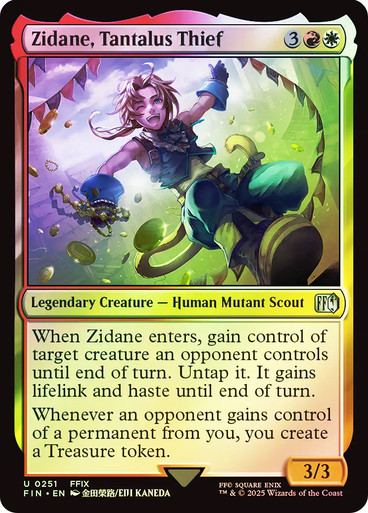 Zidane, Tantalus Thief 3
Legendary Creature — Human Mutant Scout FFIX
When Zidane enters, gain control of
target creature an opponent controls
until end of turn. Untap it. It gains
lifelink and haste until end of turn.
Whenever an opponent gains control
of a permanent from you, you create
a Treasure token.
3/3
U 0251 FFIX
FIN • EN 金田榮路/EIJI KANEDA
FF© SQUARE ENIX
™ & © 2025 Wizards of the Coast